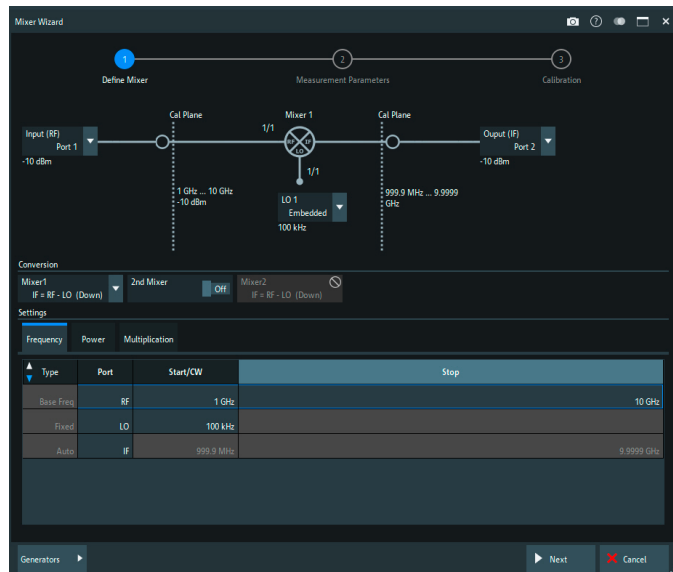 Mixer Wizard
1
2
3
Define Mixer
Measurement Parameters
Calibration
Cal Plane
Mixer 1
Cal Plane
1/1
Input (RF)
Port 1
-10 dBm
RF
IF
LO
Ouput (IF)
Port 2
-10 dBm
1/1
1 GHz ... 10 GHz
-10 dBm
LO 1
Embedded
100 kHz
999.9 MHz ... 9.9999
GHz
Conversion
Mixer1
IF = RF - LO (Down)
2nd Mixer
Off
Mixer2
IF = RF - LO (Down)
Settings
Frequency Power Multiplication
Type Port Start/CW Stop
Base Freq RF 1 GHz 10 GHz
Fixed LO 100 kHz
Auto IF 999.9 MHz 9.9999 GHz
Generators
Next
Cancel